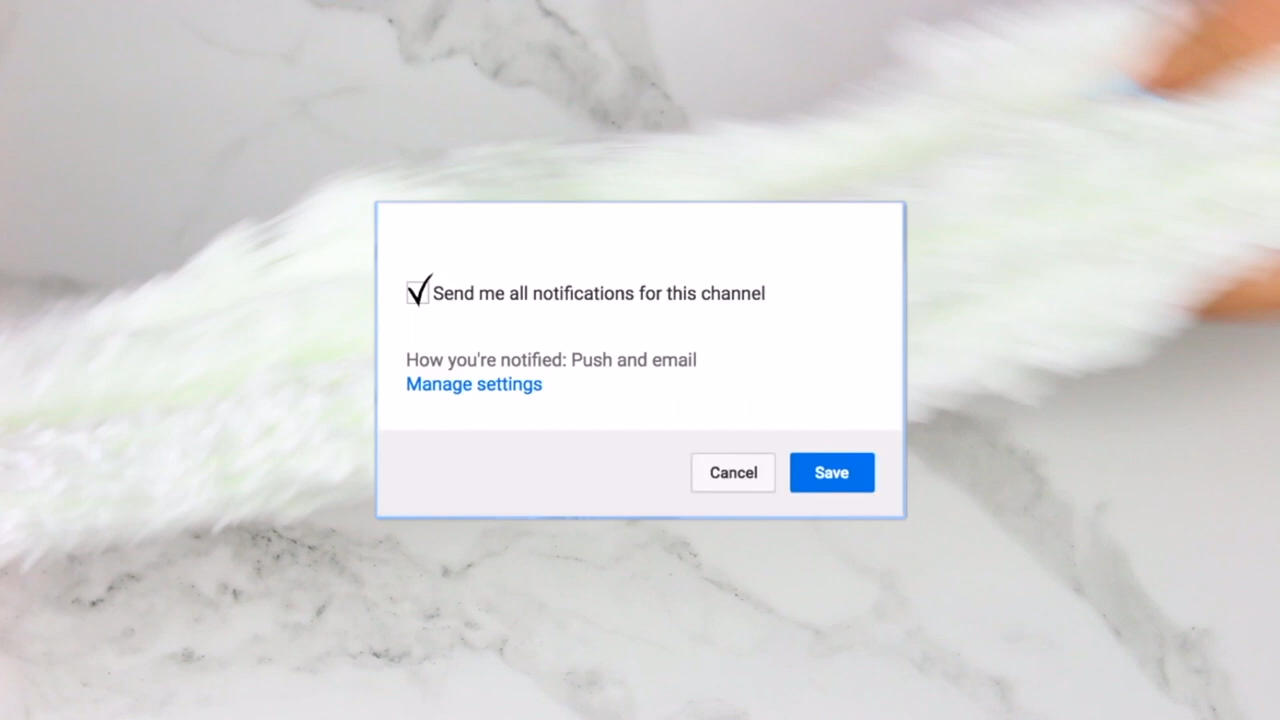 Send me all notifications for this channel
How you're notified: Push and email
Manage settings
Cancel
Save